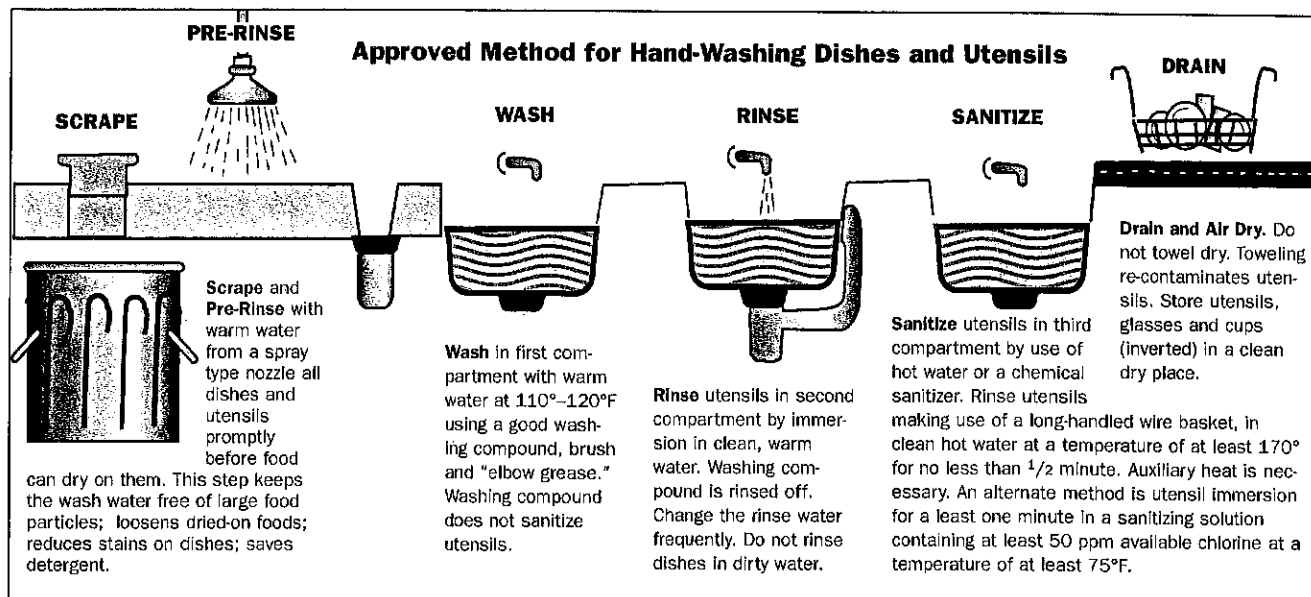 PRE-RINSE
Approved Method for Hand-Washing Dishes and Utensils
DRAIN
SCRAPE
WASH
RINSE
SANITIZE
Scrape and
Pre-Rinse with
warm water
from a spray
type nozzle all
dishes and
utensils
promptly
before food
can dry on them. This step keeps
the wash water free of large food
particles; loosens dried-on foods;
reduces stains on dishes; saves
detergent.
Wash in first com-
partment with warm
water at 110°–120°F
using a good wash-
ing compound, brush
and "elbow grease."
Washing compound
does not sanitize
utensils.
Rinse utensils in second
compartment by immer-
sion in clean, warm
water. Washing com-
pound is rinsed off.
Change the rinse water
frequently. Do not rinse
dishes in dirty water.
Sanitize utensils in third
compartment by use of
hot water or a chemical
sanitizer. Rinse utensils
making use of a long-handled wire basket, in
clean hot water at a temperature of at least 170°
for no less than 1/2 minute. Auxiliary heat is nec-
essary. An alternate method is utensil immersion
for a least one minute in a sanitizing solution
containing at least 50 ppm available chlorine at a
temperature of at least 75°F.
Drain and Air Dry. Do
not towel dry. Toweling
re-contaminates uten-
sils. Store utensils,
glasses and cups
(inverted) in a clean
dry place.